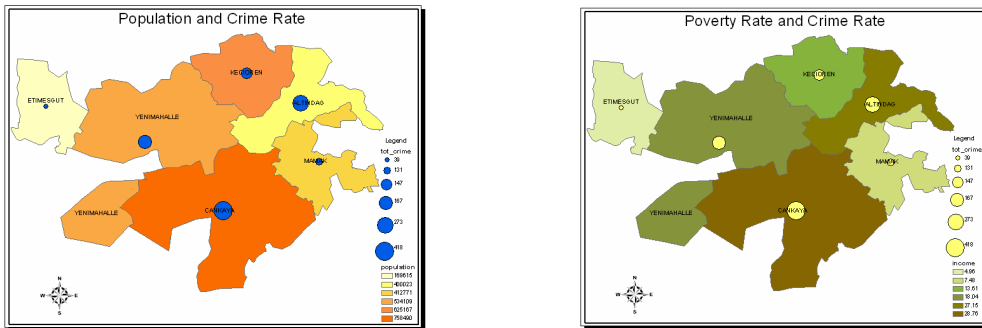 Population and Crime Rate
KECIOREN
ETIMESGUT
ALTINDAG
YENIMAHALLE
MAMAK
YENIMAHALLE
CANKAYA
N
W E
S
Legend
tot_crime
39
131
147
167
273
418
population
169615
400023
412771
534109
625167
758490
Poverty Rate and Crime Rate
KECIOREN
ETIMESGUT
ALTINDAG
YENIMAHALLE
MAMAK
YENIMAHALLE
CANKAYA
N
W E
S
Legend
tot_crime
39
131
147
167
273
418
income
4.96
7.48
13.61
18.04
27.15
28.76